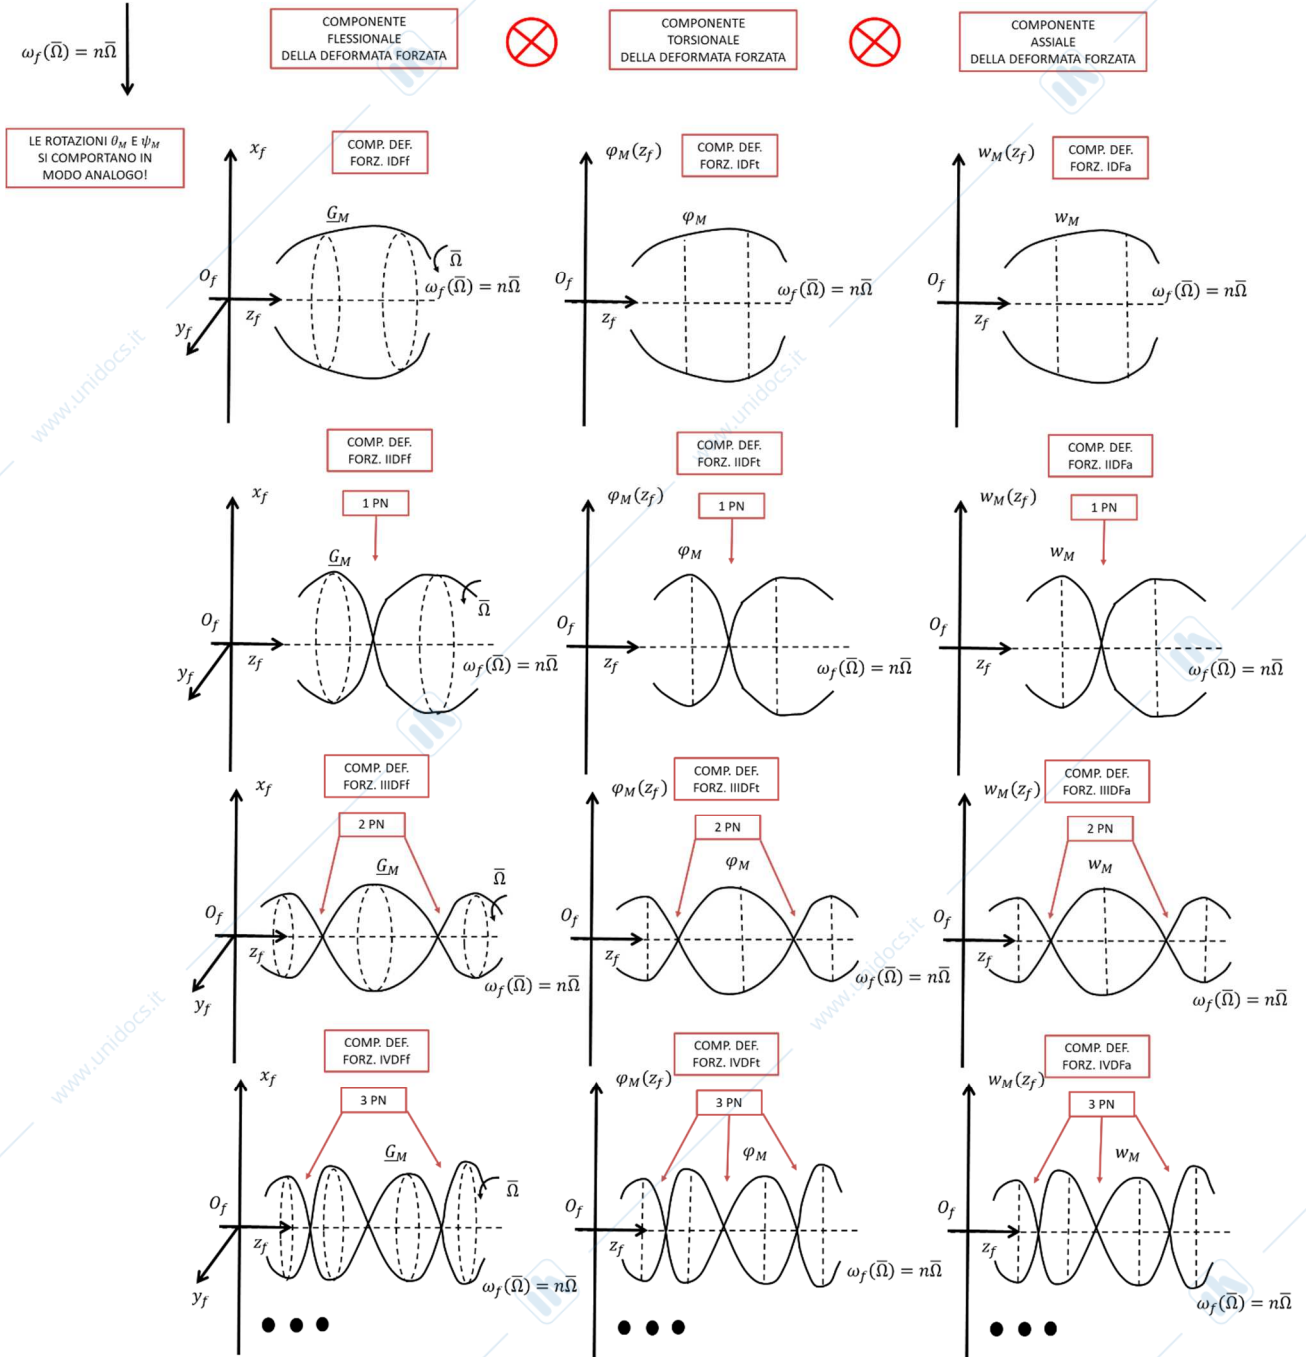 ω_f(Ω̅) = nΩ̅
COMPONENTE
FLESSIONALE
DELLA DEFORMATA FORZATA
COMPONENTE
TORSIONALE
DELLA DEFORMATA FORZATA
COMPONENTE
ASSIALE
DELLA DEFORMATA FORZATA
LE ROTAZIONI θ_M E ψ_M
SI COMPORTANO IN
MODO ANALOGO!
x_f
COMP. DEF.
FORZ. IDFf
G_M
Ω̅
O_f
ω_f(Ω̅) = nΩ̅
z_f
y_f
φ_M(z_f)
COMP. DEF.
FORZ. IDFt
φ_M
O_f
ω_f(Ω̅) = nΩ̅
z_f
w_M(z_f)
COMP. DEF.
FORZ. IDFa
w_M
O_f
ω_f(Ω̅) = nΩ̅
z_f
www.unidocs.it
www.unidocs.it
COMP. DEF.
FORZ. IIDFf
x_f
1 PN
G_M
Ω̅
O_f
z_f
ω_f(Ω̅) = nΩ̅
y_f
COMP. DEF.
FORZ. IIDFt
φ_M(z_f)
1 PN
φ_M
O_f
z_f
ω_f(Ω̅) = nΩ̅
COMP. DEF.
FORZ. IIDFa
w_M(z_f)
1 PN
w_M
O_f
z_f
ω_f(Ω̅) = nΩ̅
COMP. DEF.
FORZ. IIIDFf
x_f
2 PN
G_M
Ω̅
O_f
z_f
ω_f(Ω̅) = nΩ̅
y_f
COMP. DEF.
FORZ. IIIDFt
φ_M(z_f)
2 PN
φ_M
O_f
z_f
ω_f(Ω̅) = nΩ̅
COMP. DEF.
FORZ. IIIDFa
w_M(z_f)
2 PN
w_M
O_f
z_f
ω_f(Ω̅) = nΩ̅
www.unidocs.it
www.unidocs.it
COMP. DEF.
FORZ. IVDFf
x_f
3 PN
G_M
Ω̅
O_f
z_f
ω_f(Ω̅) = nΩ̅
y_f
COMP. DEF.
FORZ. IVDFt
φ_M(z_f)
3 PN
φ_M
O_f
z_f
ω_f(Ω̅) = nΩ̅
COMP. DEF.
FORZ. IVDFa
w_M(z_f)
3 PN
w_M
O_f
z_f
ω_f(Ω̅) = nΩ̅